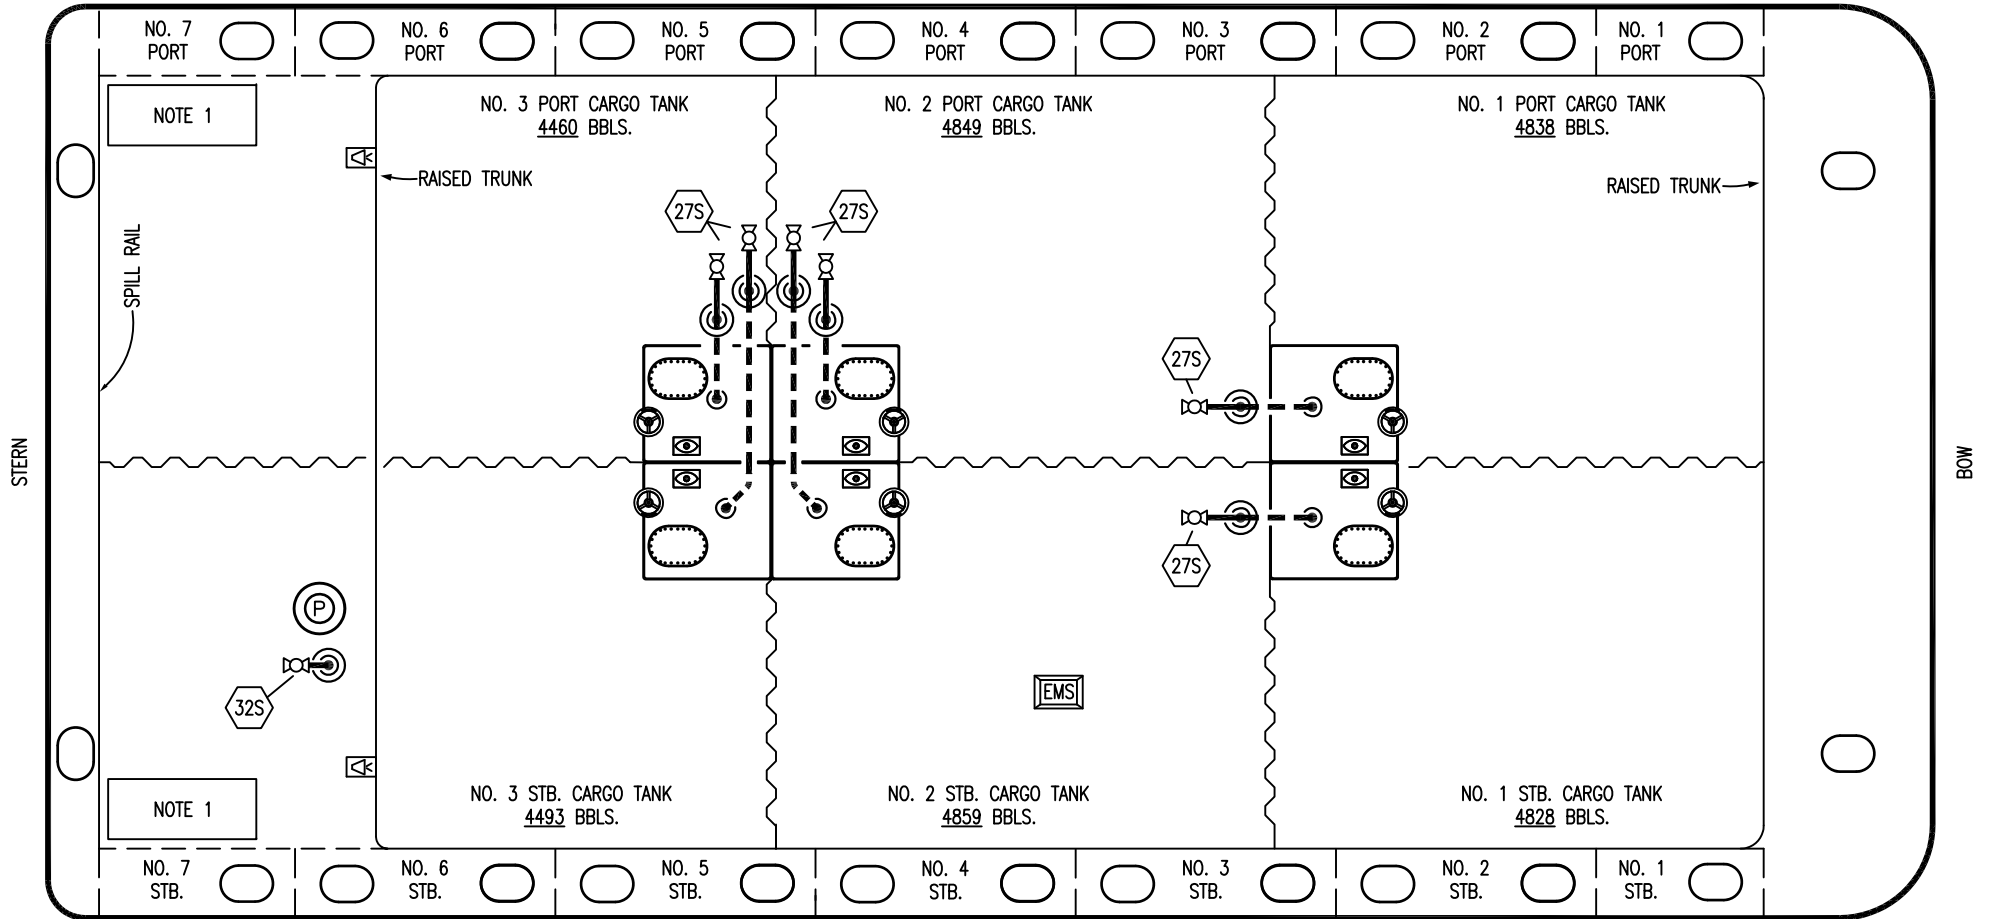 NO. 7
PORT
NO. 6
PORT
NO. 5
PORT
NO. 4
PORT
NO. 3
PORT
NO. 2
PORT
NO. 1
PORT
NOTE 1
NO. 3 PORT CARGO TANK
4460 BBLS.
NO. 2 PORT CARGO TANK
4849 BBLS.
NO. 1 PORT CARGO TANK
4838 BBLS.
RAISED TRUNK
RAISED TRUNK
27S
27S
SPILL RAIL
27S
STERN
BOW
27S
P
32S
EMS
NOTE 1
NO. 3 STB. CARGO TANK
4493 BBLS.
NO. 2 STB. CARGO TANK
4859 BBLS.
NO. 1 STB. CARGO TANK
4828 BBLS.
NO. 7
STB.
NO. 6
STB.
NO. 5
STB.
NO. 4
STB.
NO. 3
STB.
NO. 2
STB.
NO. 1
STB.